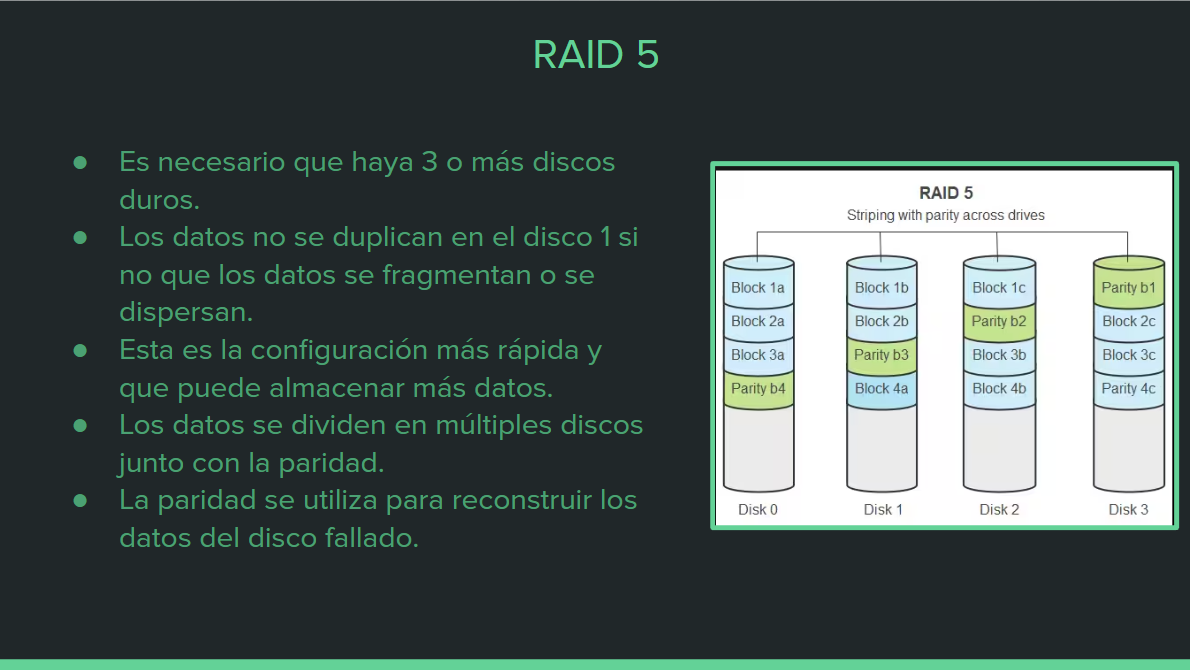 RAID 5
● Es necesario que haya 3 o más discos
duros.
● Los datos no se duplican en el disco 1 si
no que los datos se fragmentan o se
dispersan.
● Esta es la configuración más rápida y
que puede almacenar más datos.
● Los datos se dividen en múltiples discos
junto con la paridad.
● La paridad se utiliza para reconstruir los
datos del disco fallado.
RAID 5
Striping with parity across drives
Block 1a Block 1b Block 1c Parity b1
Block 2a Block 2b Parity b2 Block 2c
Block 3a Parity b3 Block 3b Block 3c
Parity b4 Block 4a Block 4b Parity 4c
Disk 0 Disk 1 Disk 2 Disk 3